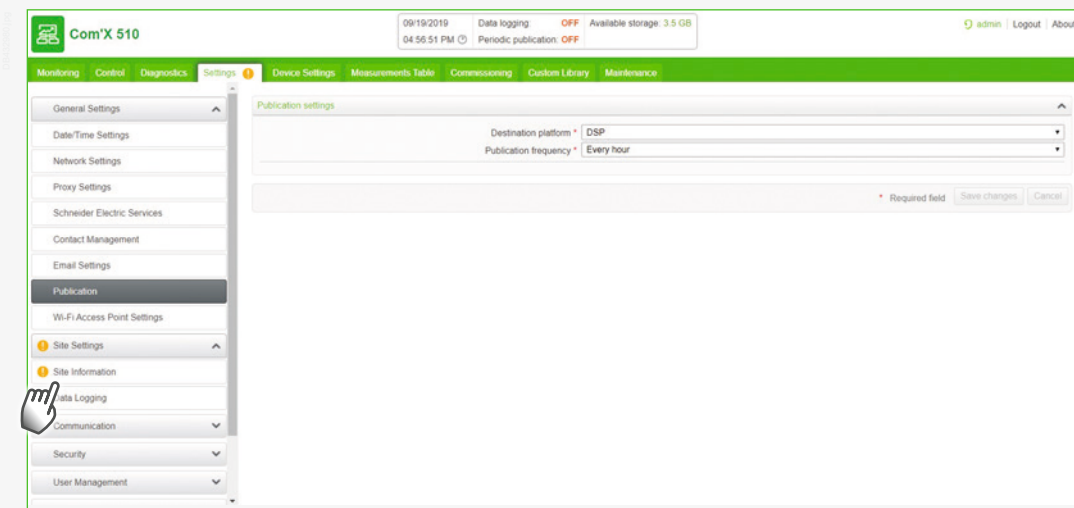 Com'X 510
09/19/2019 Data logging: OFF Available storage: 3.5 GB
04:56:51 PM Periodic publication: OFF
admin Logout About
Monitoring Control Diagnostics Settings Device Settings Measurements Table Commissioning Custom Library Maintenance
General Settings
Date/Time Settings
Network Settings
Proxy Settings
Schneider Electric Services
Contact Management
Email Settings
Publication
Wi-Fi Access Point Settings
Site Settings
Site Information
Data Logging
Communication
Security
User Management
Publication settings
Destination platform * DSP
Publication frequency * Every hour
* Required field Save changes Cancel